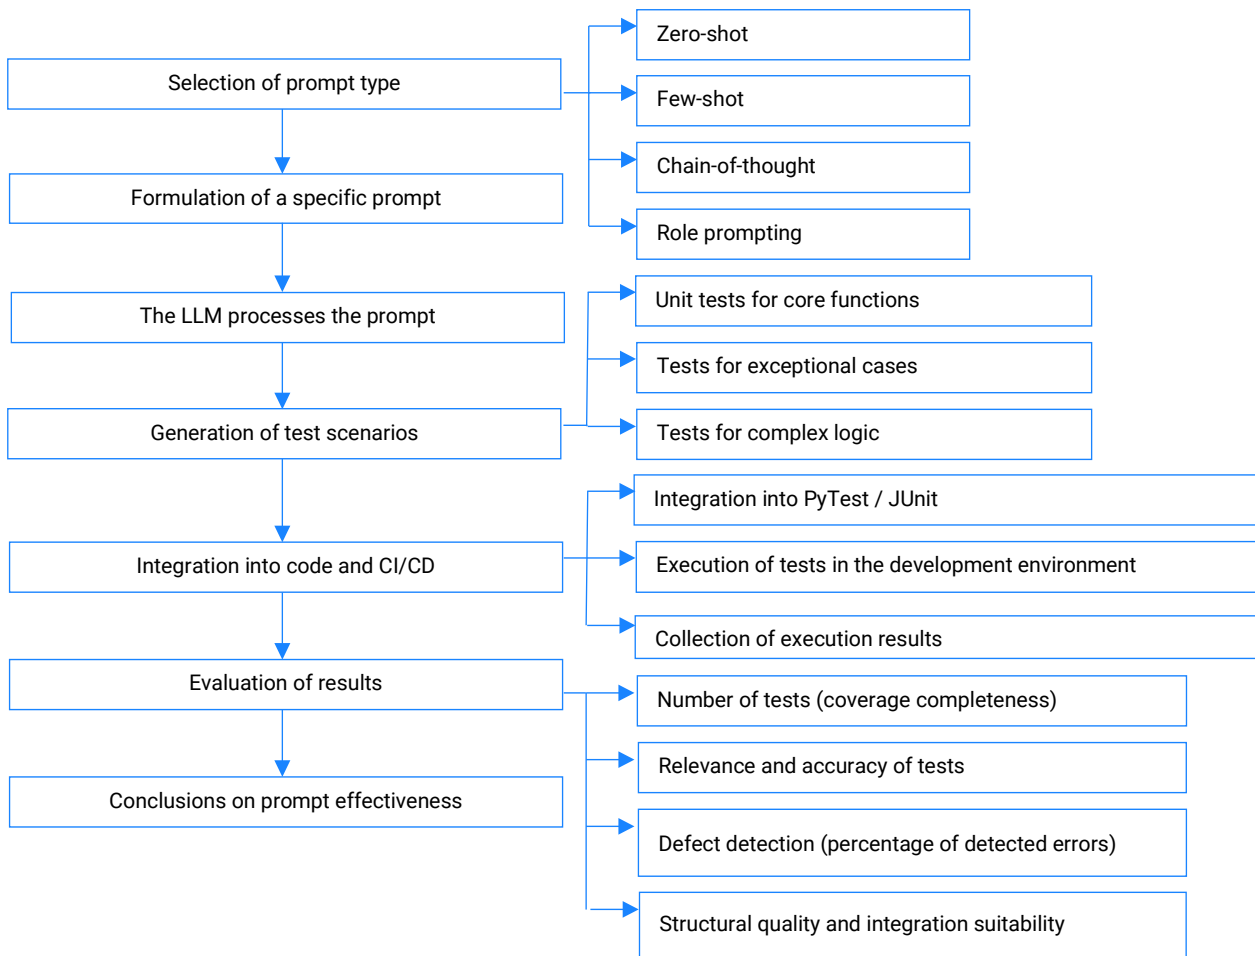 Selection of prompt type
Zero-shot
Few-shot
Chain-of-thought
Role prompting
Formulation of a specific prompt
The LLM processes the prompt
Generation of test scenarios
Unit tests for core functions
Tests for exceptional cases
Tests for complex logic
Integration into code and CI/CD
Integration into PyTest / JUnit
Execution of tests in the development environment
Collection of execution results
Evaluation of results
Number of tests (coverage completeness)
Relevance and accuracy of tests
Defect detection (percentage of detected errors)
Structural quality and integration suitability
Conclusions on prompt effectiveness